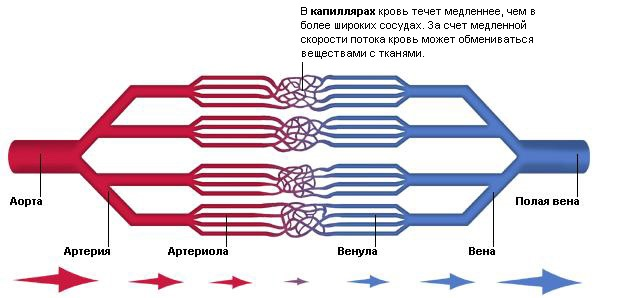 В капиллярах кровь течет медленнее, чем в
более широких сосудах. За счет медленной
скорости потока кровь может обмениваться
веществами с тканями.
Аорта
Полая вена
Артерия
Артериола
Венула
Вена